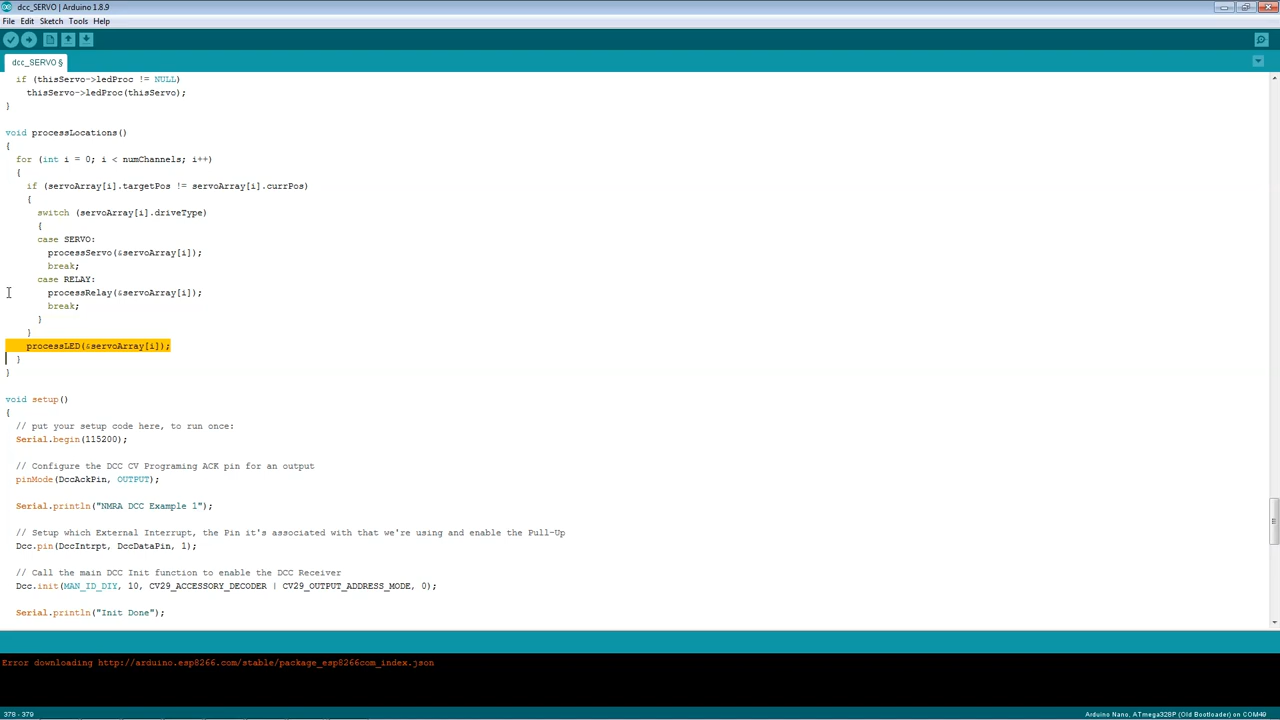 dcc_SERVO | Arduino 1.8.9
File Edit Sketch Tools Help
dcc_SERVO §
if (thisServo->ledProc != NULL)
thisServo->ledProc(thisServo);
}
void processLocations()
{
for (int i = 0; i < numChannels; i++)
{
if (servoArray[i].targetPos != servoArray[i].currPos)
{
switch (servoArray[i].driveType)
{
case SERVO:
processServo(&servoArray[i]);
break;
case RELAY:
processRelay(&servoArray[i]);
break;
}
}
processLED(&servoArray[i]);
}
}
void setup()
{
// put your setup code here, to run once:
Serial.begin(115200);
// Configure the DCC CV Programing ACK pin for an output
pinMode(DccAckPin, OUTPUT);
Serial.println("NMRA DCC Example 1");
// Setup which External Interrupt, the Pin it's associated with that we're using and enable the Pull-Up
Dcc.pin(DccIntrpt, DccDataPin, 1);
// Call the main DCC Init function to enable the DCC Receiver
Dcc.init(MAN_ID_DIY, 10, CV29_ACCESSORY_DECODER | CV29_OUTPUT_ADDRESS_MODE, 0);
Serial.println("Init Done");
Error downloading http://arduino.esp8266.com/stable/package_esp8266com_index.json
378 - 379
Arduino Nano, ATmega328P (Old Bootloader) on COM49